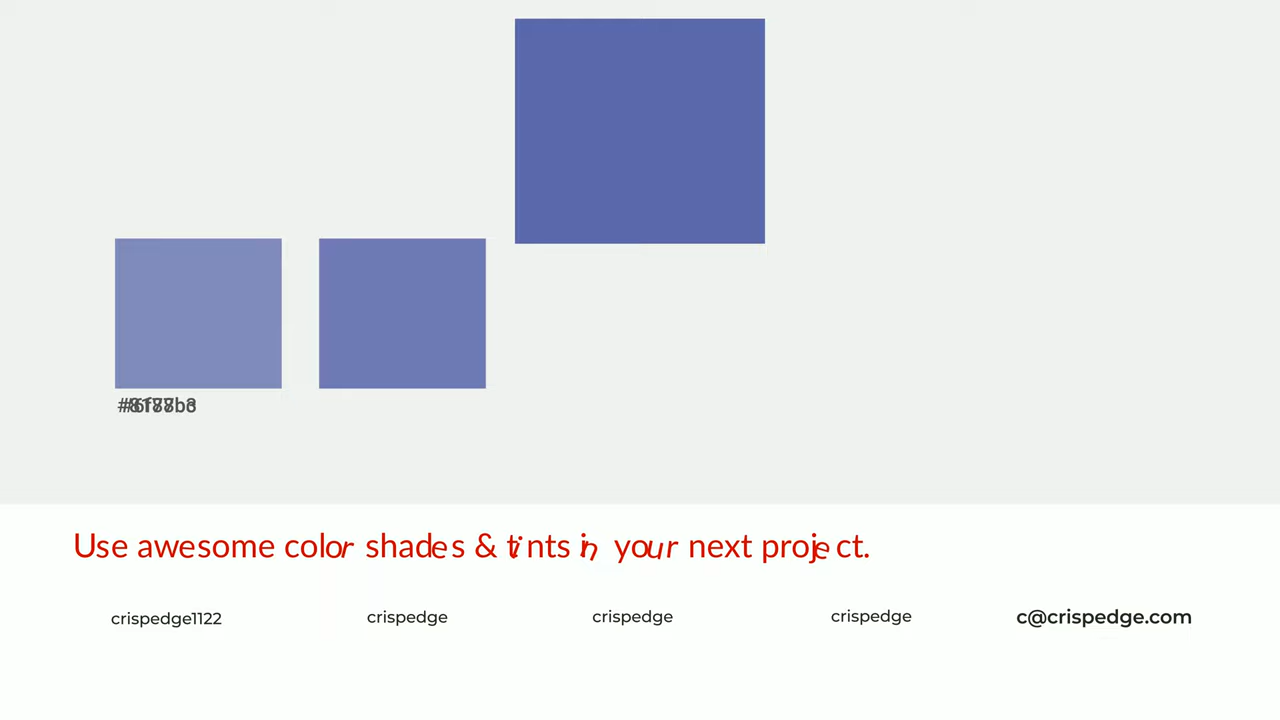 Use awesome color shades & tints in your next project.
crispedge1122 crispedge crispedge crispedge c@crispedge.com